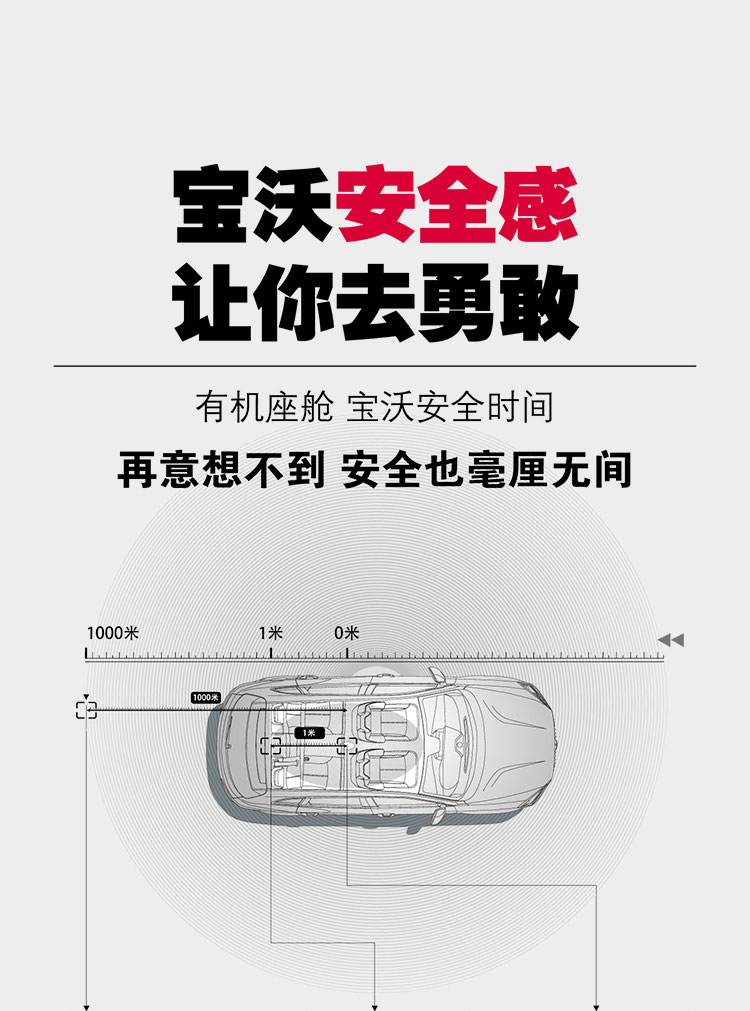 宝沃安全感
让你去勇敢
有机座舱 宝沃安全时间
再意想不到 安全也毫厘无间
1000米 1米 0米
1000米
1米